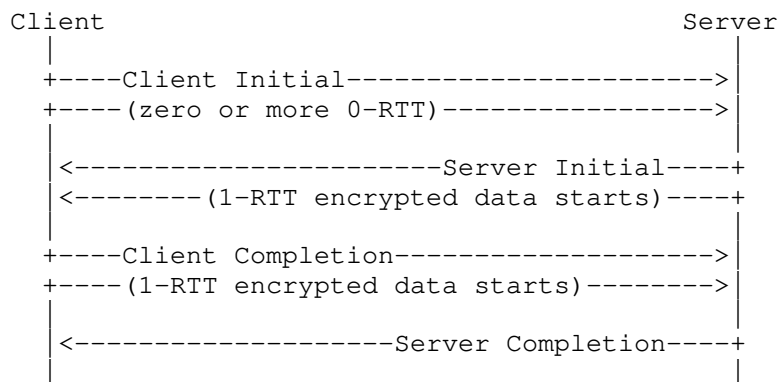 Client Server
Client Initial
(zero or more 0-RTT)
Server Initial
(1-RTT encrypted data starts)
Client Completion
(1-RTT encrypted data starts)
Server Completion